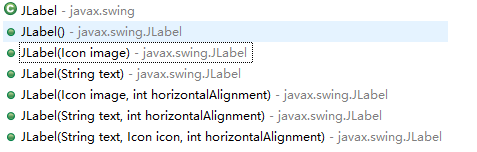 JLabel - javax.swing
JLabel() - javax.swing.JLabel
JLabel(Icon image) - javax.swing.JLabel
JLabel(String text) - javax.swing.JLabel
JLabel(Icon image, int horizontalAlignment) - javax.swing.JLabel
JLabel(String text, int horizontalAlignment) - javax.swing.JLabel
JLabel(String text, Icon icon, int horizontalAlignment) - javax.swing.JLabel